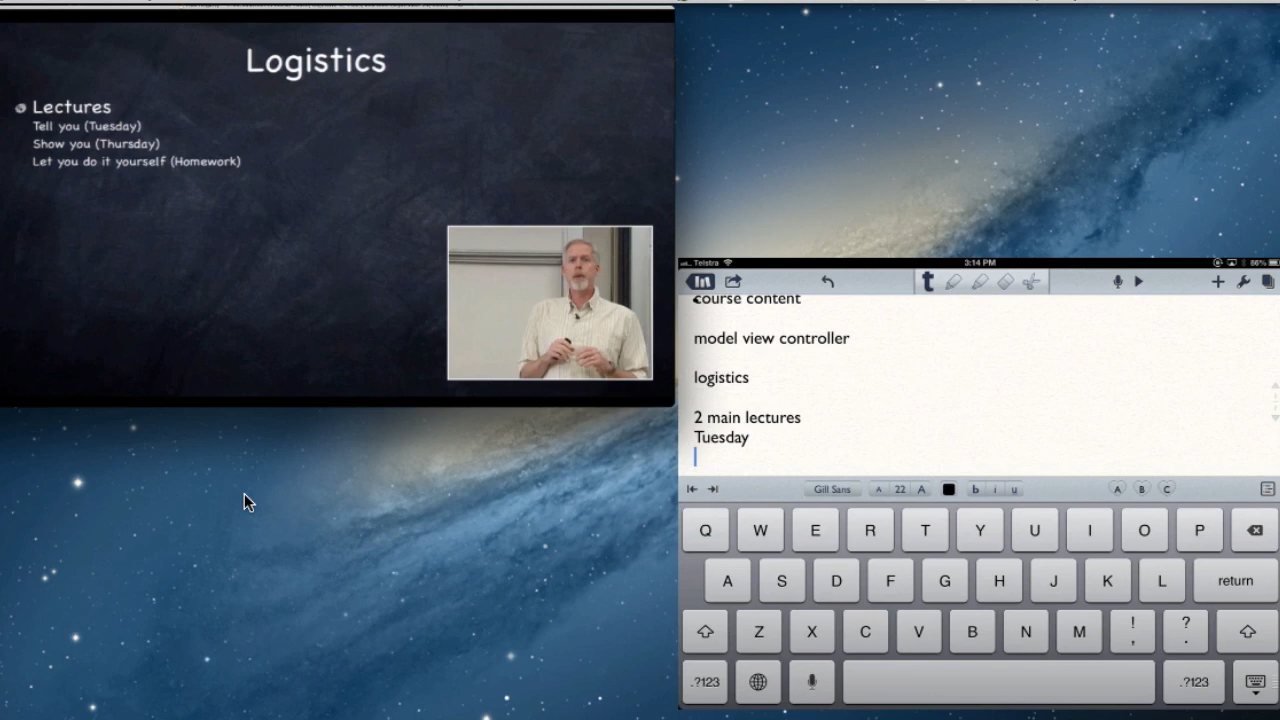 Logistics
Lectures
Tell you (Tuesday)
Show you (Thursday)
Let you do it yourself (Homework)
Telstra
3:14 PM
86%
t
course content
model view controller
logistics
2 main lectures
Tuesday
Gill Sans
A 22 A
b i u
A B C
Q W E R T Y U I O P
A S D F G H J K L return
Z X C V B N M ! , ? .
.?123 .?123